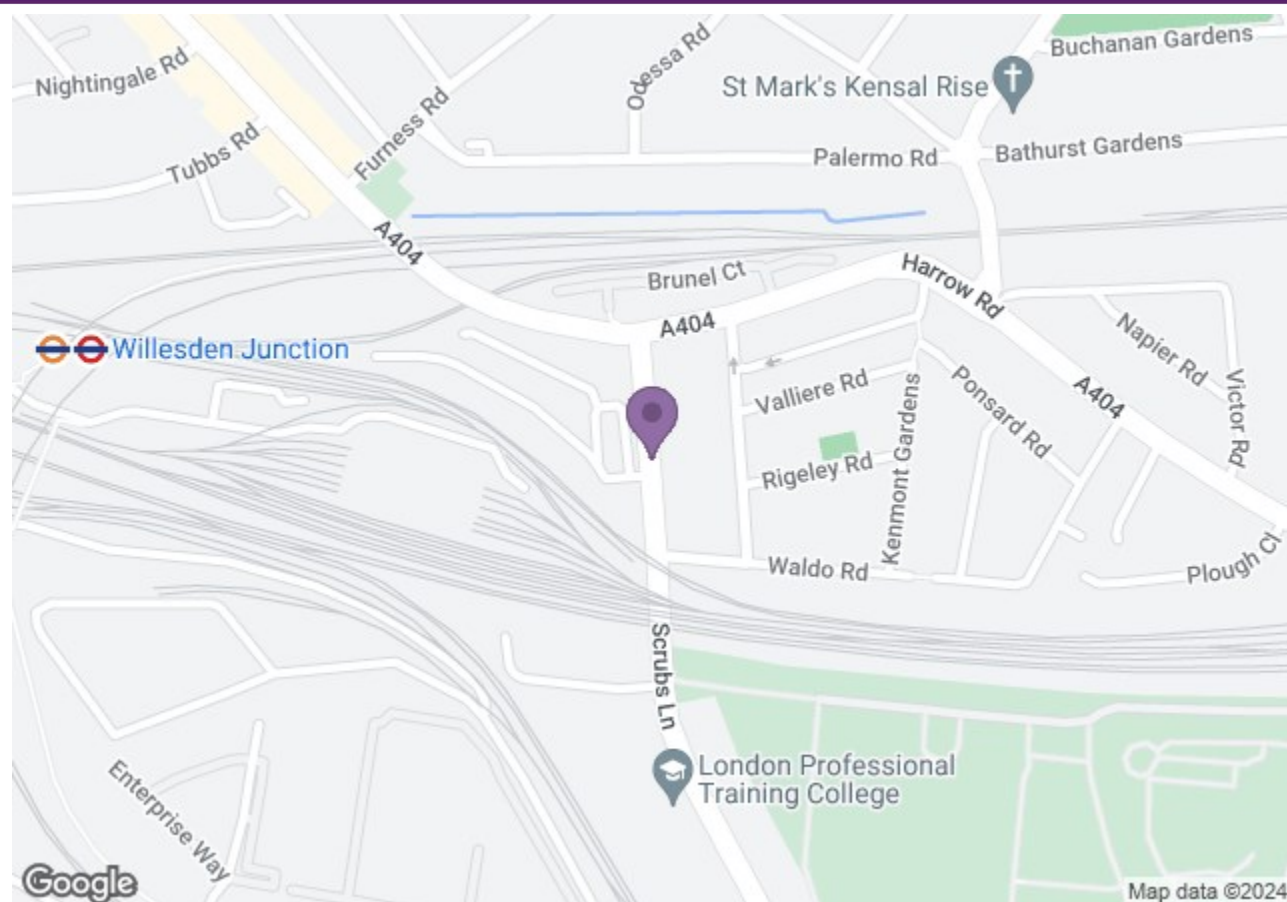 Nightingale Rd
Tubbs Rd
Furness Rd
Odessa Rd
St Mark's Kensal Rise
Buchanan Gardens
Palermo Rd
Bathurst Gardens
A404
Brunel Ct
A404
Harrow Rd
Willesden Junction
Napier Rd
Victor Rd
Valliere Rd
Kenmont Gardens
Ponsard Rd
A404
Rigeley Rd
Waldo Rd
Plough Cl
Scrubs Ln
London Professional
Training College
Enterprise Way
Google
Map data ©2024